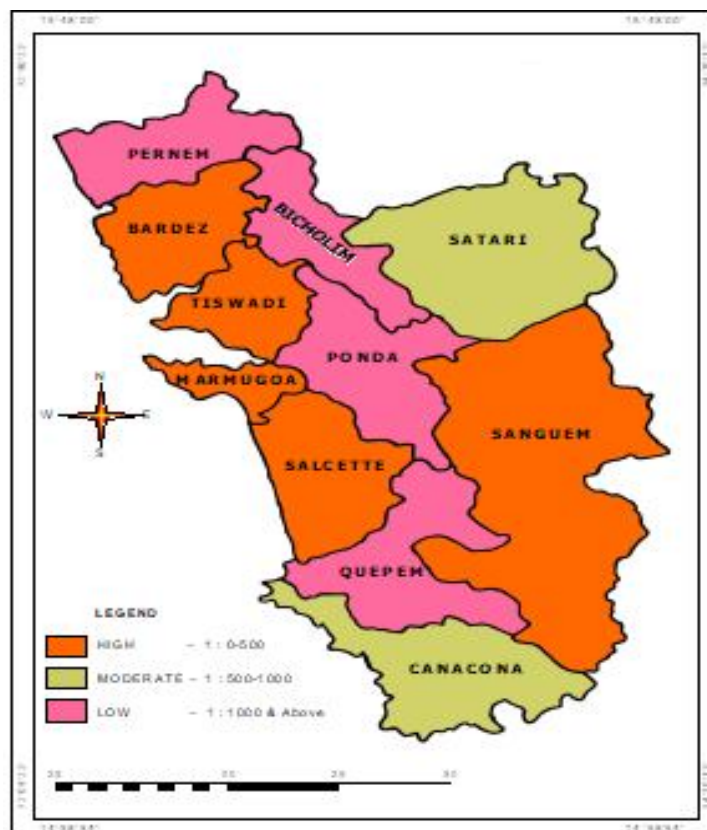 PERNEM
BARDEZ
BICHOLIM
SATARI
TISWADI
PONDA
MARMUGOA
N
W E
S
SANGUEM
SALCETTE
QUEPEM
LEGEND
HIGH – 1 : 0-500
MODERATE – 1 : 500-1000
LOW – 1 : 1000 & Above
CANACONA